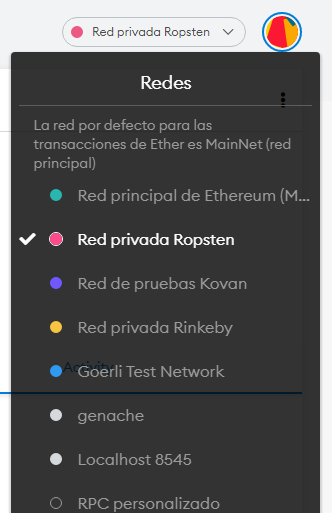 Red privada Ropsten
Redes
La red por defecto para las
transacciones de Ether es MainNet (red
principal)
Red principal de Ethereum (M...
Red privada Ropsten
Red de pruebas Kovan
Red privada Rinkeby
Activity
Goerli Test Network
genache
Localhost 8545
RPC personalizado